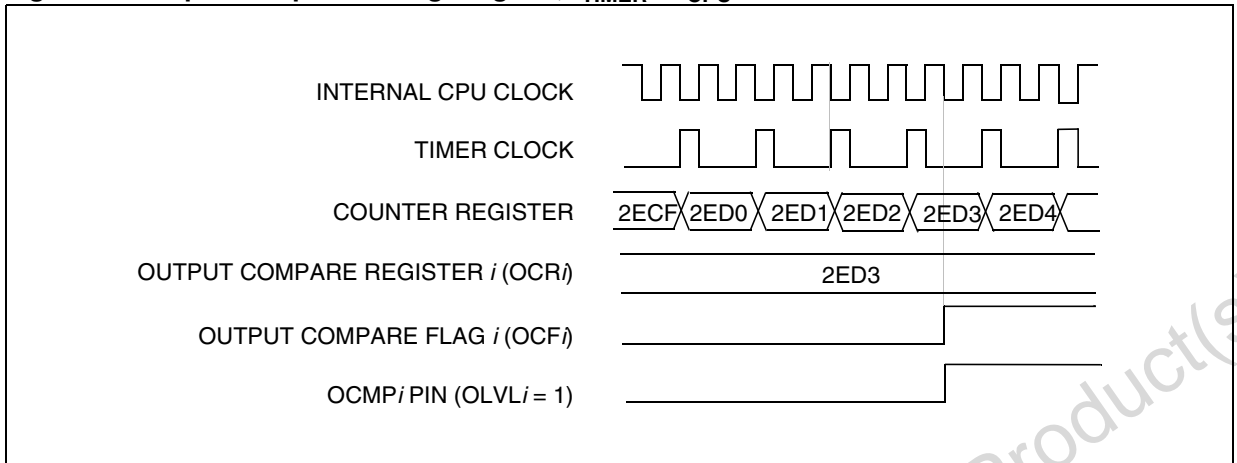 INTERNAL CPU CLOCK
TIMER CLOCK
COUNTER REGISTER 2ECF 2ED0 2ED1 2ED2 2ED3 2ED4
OUTPUT COMPARE REGISTER i (OCRi) 2ED3
OUTPUT COMPARE FLAG i (OCFi)
OCMPi PIN (OLVLi = 1)